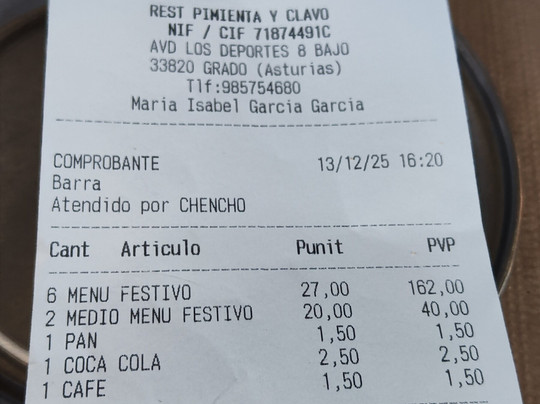 REST PIMIENTA Y CLAVO
NIF / CIF 71874491C
AVD LOS DEPORTES 8 BAJO
33820 GRADO (Asturias)
Tlf:985754680
Maria Isabel Garcia Garcia
COMPROBANTE 13/12/25 16:20
Barra
Atendido por CHENCHO
Cant Articulo Punit PVP
6 MENU FESTIVO 27,00 162,00
2 MEDIO MENU FESTIVO 20,00 40,00
1 PAN 1,50 1,50
1 COCA COLA 2,50 2,50
1 CAFE 1,50 1,50